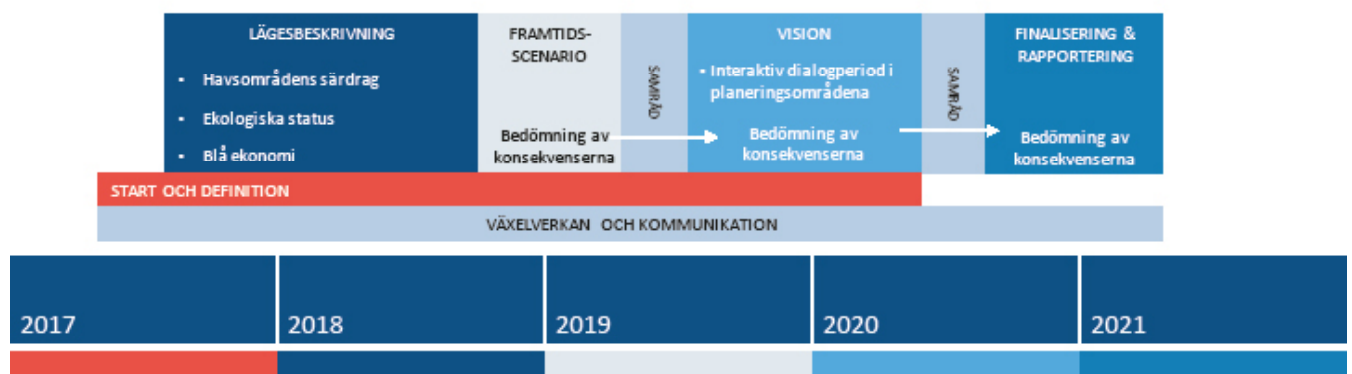 LÄGESBESKRIVNING
▪ Havsområdens särdrag
▪ Ekologiska status
▪ Blå ekonomi
FRAMTIDS-
SCENARIO
Bedömning av
konsekvenserna
SAMRÅD
VISION
▪ Interaktiv dialogperiod i
planeringsområdena
Bedömning av
konsekvenserna
SAMRÅD
FINALISERING &
RAPPORTERING
Bedömning av
konsekvenserna
START OCH DEFINITION
VÄXELVERKAN OCH KOMMUNIKATION
2017
2018
2019
2020
2021